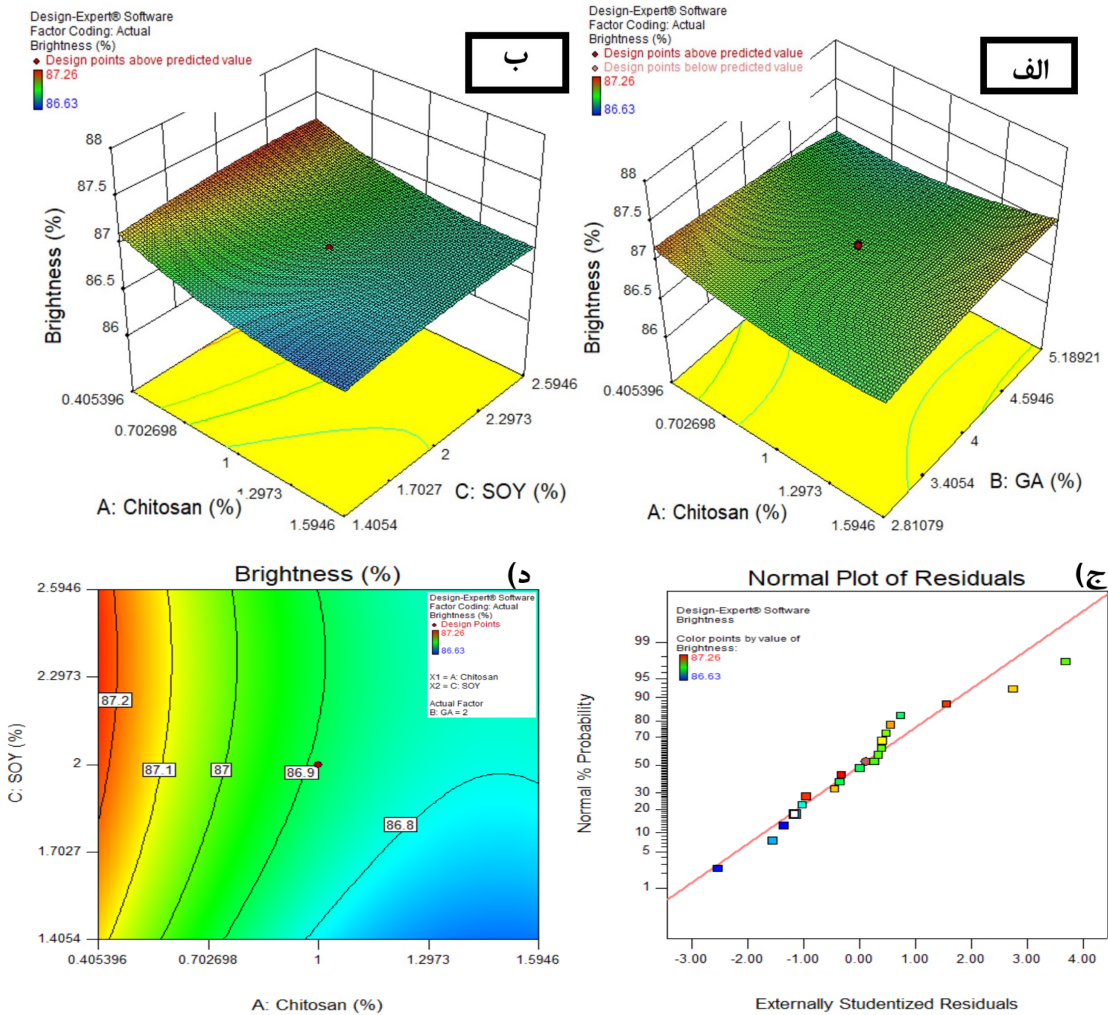 Design-Expert® Software
Factor Coding: Actual
Brightness (%)
Design points above predicted value
87.26
86.63
ب
88
87.5
87
86.5
86
Brightness (%)
0.405396
0.702698
1
1.2973
1.5946
A: Chitosan (%)
1.4054
1.7027
2
2.2973
2.5946
C: SOY (%)
Design-Expert® Software
Factor Coding: Actual
Brightness (%)
Design points above predicted value
Design points below predicted value
87.26
86.63
الف
88
87.5
87
86.5
86
Brightness (%)
0.405396
0.702698
1
1.2973
1.5946
A: Chitosan (%)
2.81079
3.4054
4
4.5946
5.18921
B: GA (%)
د)
Brightness (%)
Design-Expert® Software
Factor Coding: Actual
Brightness (%)
Design Points
87.26
86.63
X1 = A: Chitosan
X2 = C: SOY
Actual Factor
B: GA = 2
2.5946
2.2973
2
1.7027
1.4054
C: SOY (%)
87.2
87.1
87
86.9
86.8
0.405396
0.702698
1
1.2973
1.5946
A: Chitosan (%)
ج)
Normal Plot of Residuals
Design-Expert® Software
Brightness
Color points by value of
Brightness:
87.26
86.63
Normal % Probability
99
95
90
80
70
50
30
20
10
5
1
-3.00
-2.00
-1.00
0.00
1.00
2.00
3.00
4.00
Externally Studentized Residuals